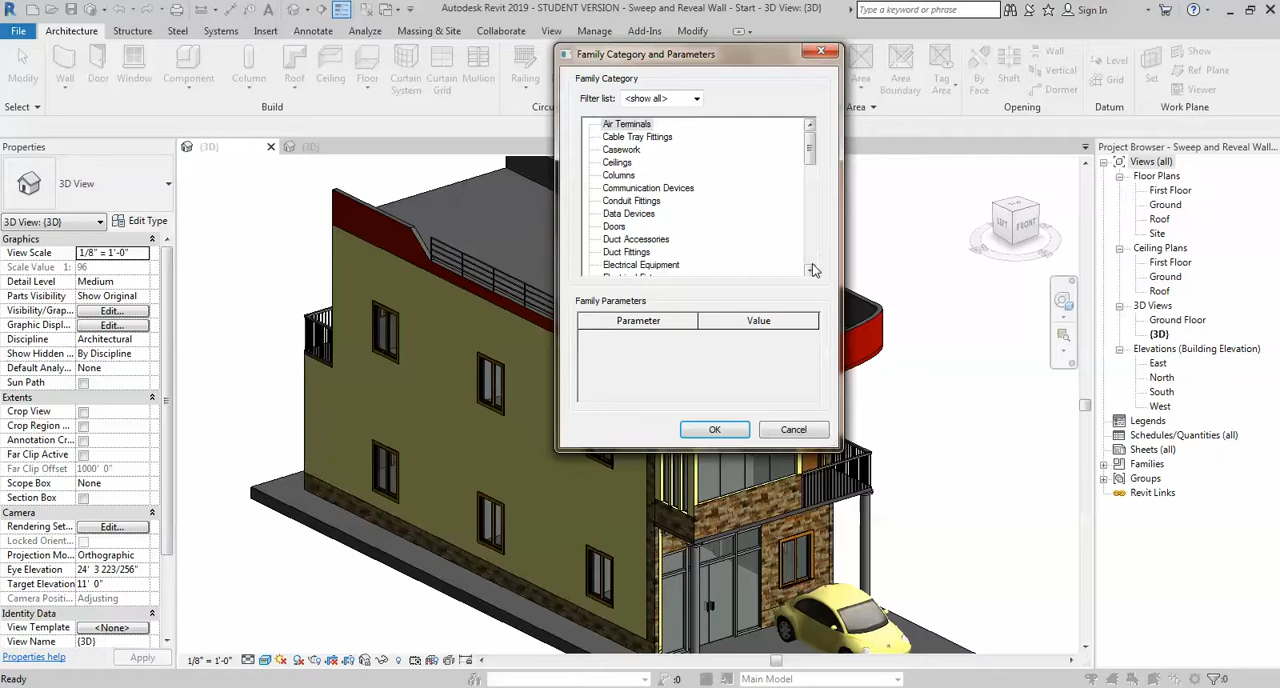 Autodesk Revit 2019 - STUDENT VERSION - Sweep and Reveal Wall - Start - 3D View: {3D}
Type a keyword or phrase
Sign In
File
Architecture
Structure
Steel
Systems
Insert
Annotate
Analyze
Massing & Site
Collaborate
View
Manage
Add-Ins
Modify
Modify
Wall
Door
Window
Component
Column
Roof
Ceiling
Floor
Curtain System
Curtain Grid
Mullion
Railing
Area
Area Boundary
Tag Area
By Face
Shaft
Wall
Vertical
Dormer
Level
Grid
Set
Show
Ref Plane
Viewer
Select
Build
Area
Opening
Datum
Work Plane
Properties
3D View
3D View: {3D}
Edit Type
Graphics
View Scale 1/8" = 1'-0"
Scale Value 1: 96
Detail Level Medium
Parts Visibility Show Original
Visibility/Grap... Edit...
Graphic Displ... Edit...
Discipline Architectural
Show Hidden ... By Discipline
Default Analy... None
Sun Path
Extents
Crop View
Crop Region ...
Annotation Cr...
Far Clip Active
Far Clip Offset 1000' 0"
Scope Box None
Section Box
Camera
Rendering Set... Edit...
Locked Orient...
Projection Mo... Orthographic
Eye Elevation 24' 3 223/256"
Target Elevation 11' 0"
Camera Positi... Adjusting
Identity Data
View Template <None>
View Name {3D}
Properties help
Apply
{3D}
{3D}
Family Category and Parameters
Family Category
Filter list: <show all>
Air Terminals
Cable Tray Fittings
Casework
Ceilings
Columns
Communication Devices
Conduit Fittings
Data Devices
Doors
Duct Accessories
Duct Fittings
Electrical Equipment
Family Parameters
Parameter Value
OK
Cancel
LEFT
FRONT
Project Browser - Sweep and Reveal Wall...
Views (all)
Floor Plans
First Floor
Ground
Roof
Site
Ceiling Plans
First Floor
Ground
Roof
3D Views
Ground Floor
{3D}
Elevations (Building Elevation)
East
North
South
West
Legends
Schedules/Quantities (all)
Sheets (all)
Families
Groups
Revit Links
1/8" = 1'-0"
Ready
:0
Main Model
:0